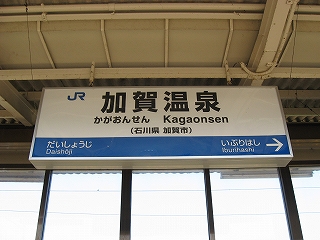 JR 加賀温泉
かがおんせん Kagaonsen
(石川県 加賀市)
だいしょうじ いぶりはし
Daishōji Iburihashi